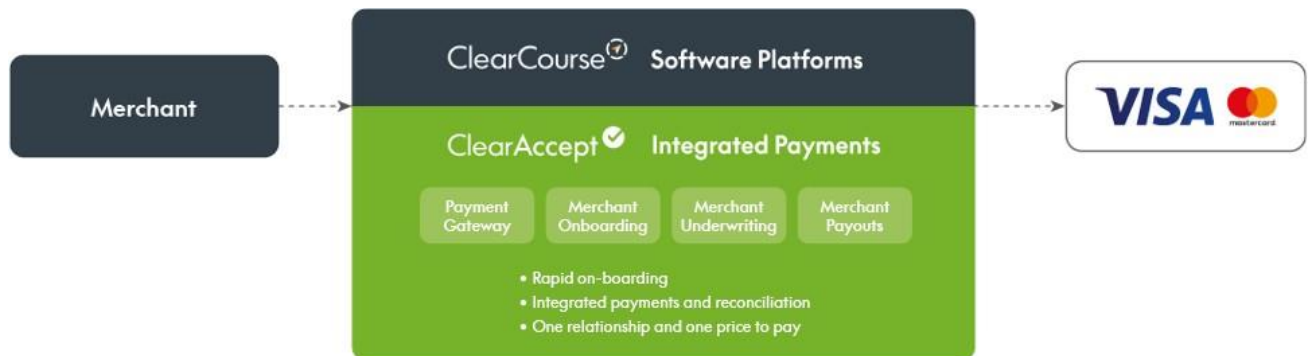 Merchant
ClearCourse Software Platforms
ClearAccept Integrated Payments
Payment
Gateway
Merchant
Onboarding
Merchant
Underwriting
Merchant
Payouts
• Rapid on-boarding
• Integrated payments and reconciliation
• One relationship and one price to pay
VISA
mastercard